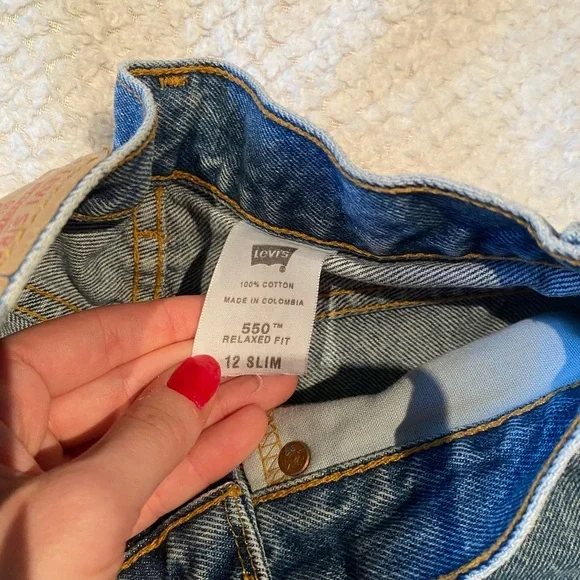 Levi's
100% COTTON
MADE IN COLOMBIA
550™
RELAXED FIT
12 SLIM